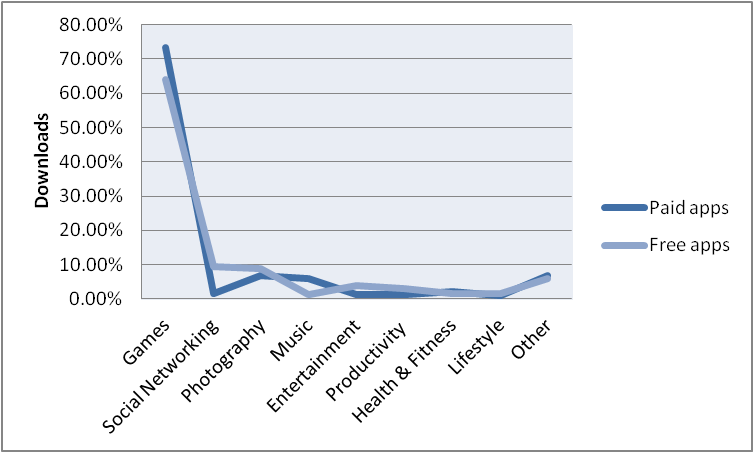 80.00%
70.00%
60.00%
50.00%
40.00%
30.00%
20.00%
10.00%
0.00%
Downloads
Games
Social Networking
Photography
Music
Entertainment
Productivity
Health & Fitness
Lifestyle
Other
Paid apps
Free apps